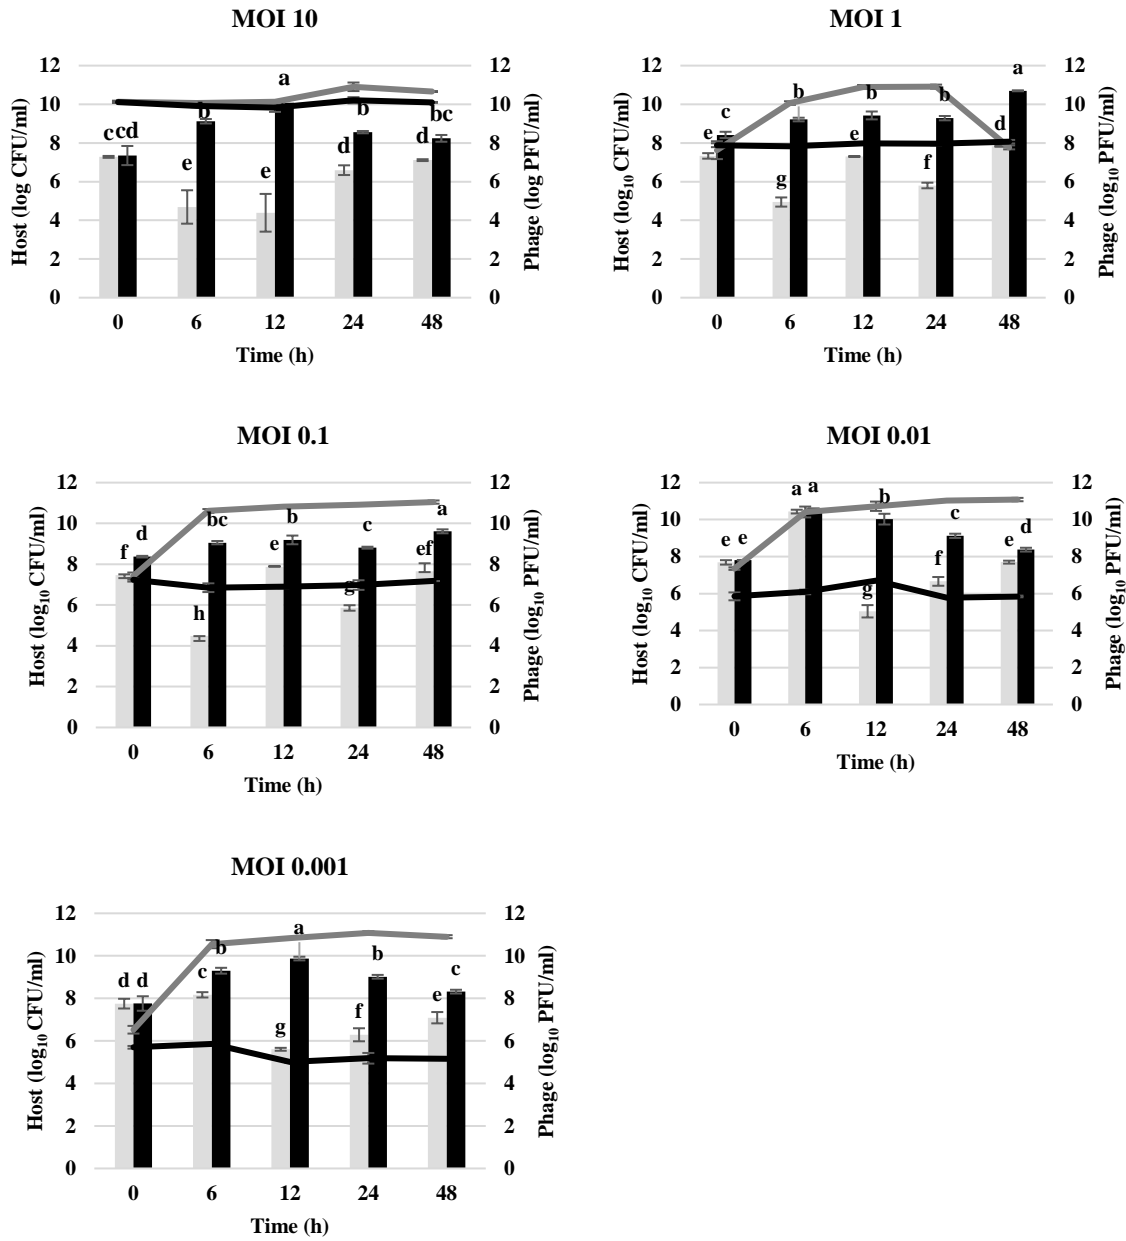 MOI 10
12 12
10 10
8 8
6 6
4 4
2 2
0 0
Host (log CFU/ml)
Phage (log PFU/ml)
c cd e b e a d b d bc
0 6 12 24 48
Time (h)
MOI 1
12 12
10 10
8 8
6 6
4 4
2 2
0 0
Host (log₁₀ CFU/ml)
Phage (log₁₀ PFU/ml)
e c g b e b f b d a
0 6 12 24 48
Time (h)
MOI 0.1
12 12
10 10
8 8
6 6
4 4
2 2
0 0
Host (log₁₀ CFU/ml)
Phage (log₁₀ PFU/ml)
f d h bc e b g c ef a
0 6 12 24 48
Time (h)
MOI 0.01
12 12
10 10
8 8
6 6
4 4
2 2
0 0
Host (log₁₀ CFU/ml)
Phage (log₁₀ PFU/ml)
e e a a g b f c e d
0 6 12 24 48
Time (h)
MOI 0.001
12 12
10 10
8 8
6 6
4 4
2 2
0 0
Host (log₁₀ CFU/ml)
Phage (log₁₀ PFU/ml)
d d c b g a f b e c
0 6 12 24 48
Time (h)